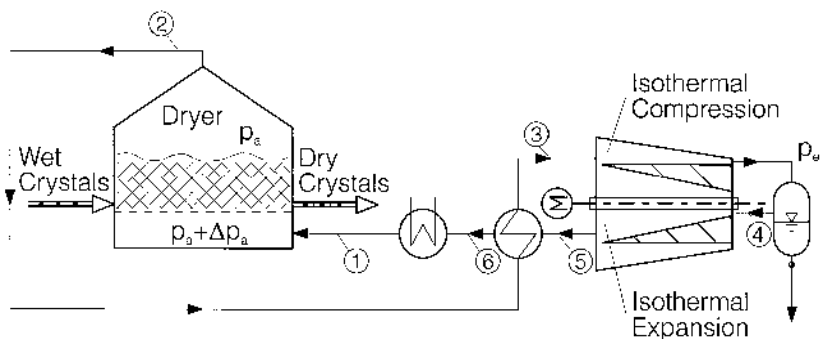 ②
Dryer
pₐ
Wet
Crystals
Dry
Crystals
pₐ+Δpₐ
①
⑥
⑤
③
M
Isothermal
Compression
pₑ
④
Isothermal
Expansion